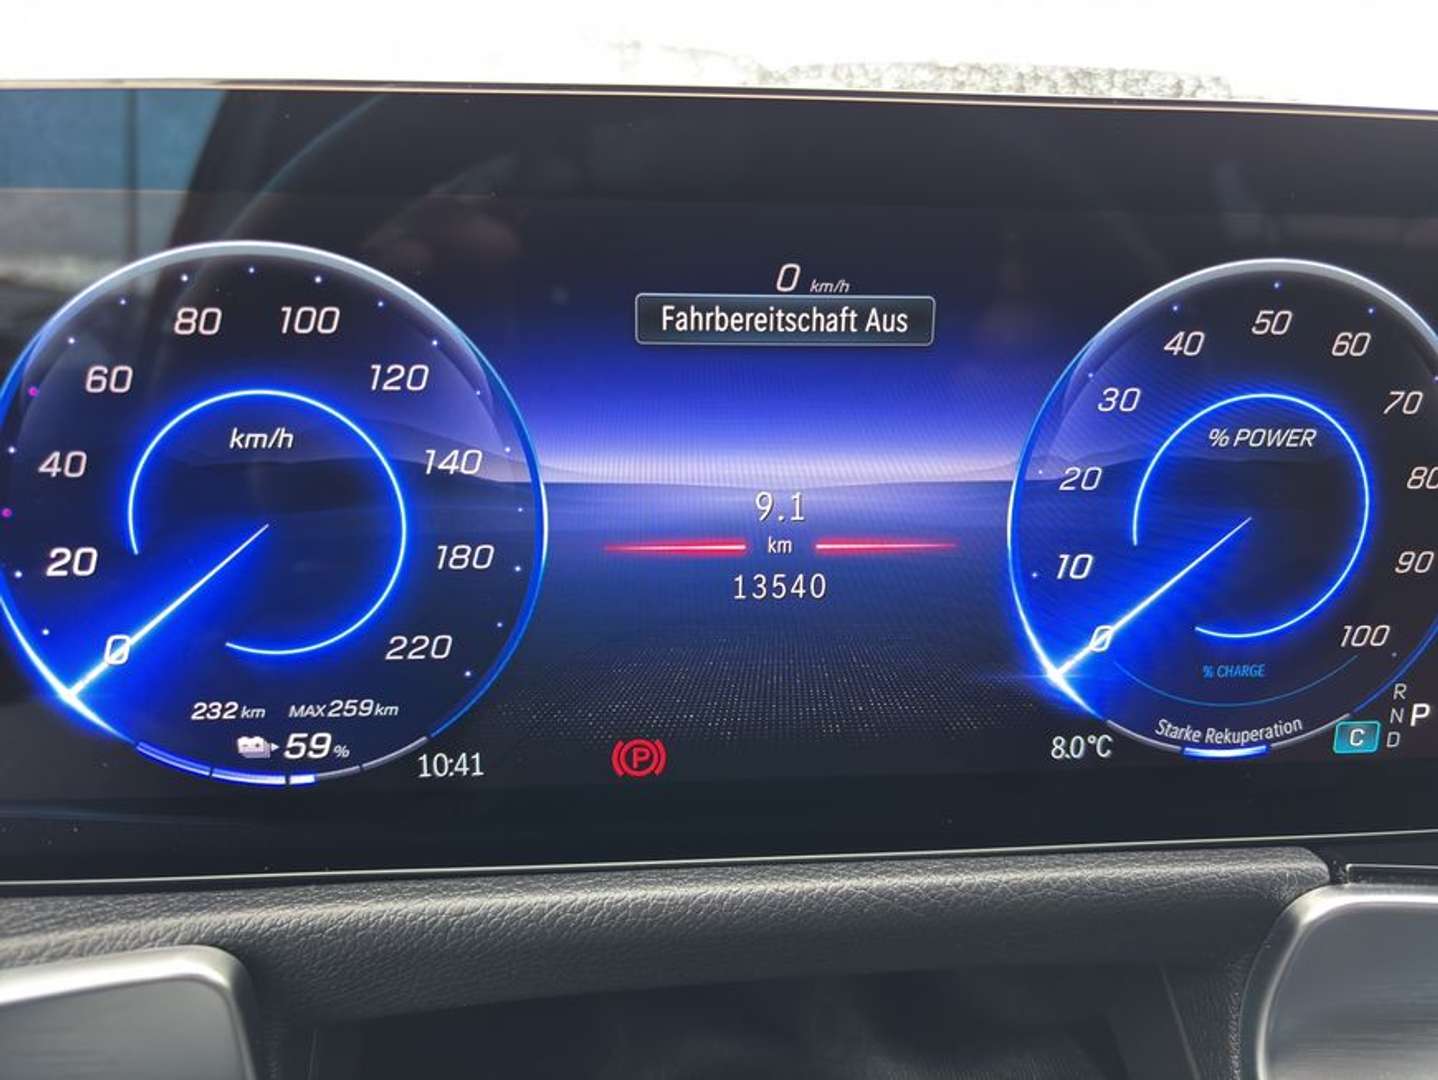 0 km/h
Fahrbereitschaft Aus
80 100
60 120
km/h
40 140
20 180
0 220
232 km MAX 259 km
59 %
10:41
9.1
km
13540
50
40 60
30 70
% POWER
20 80
10 90
0 100
% CHARGE
Starke Rekuperation
8.0°C
C
R
N P
D
P